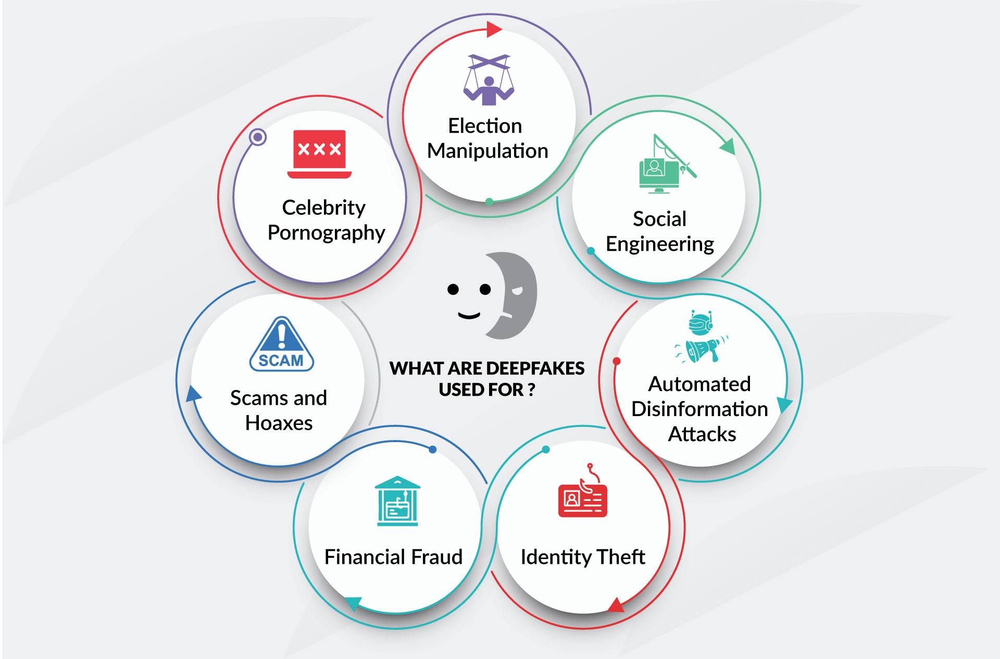 Election
Manipulation
Social
Engineering
Automated
Disinformation
Attacks
Identity Theft
Financial Fraud
SCAM
Scams and
Hoaxes
XXX
Celebrity
Pornography
WHAT ARE DEEPFAKES
USED FOR ?